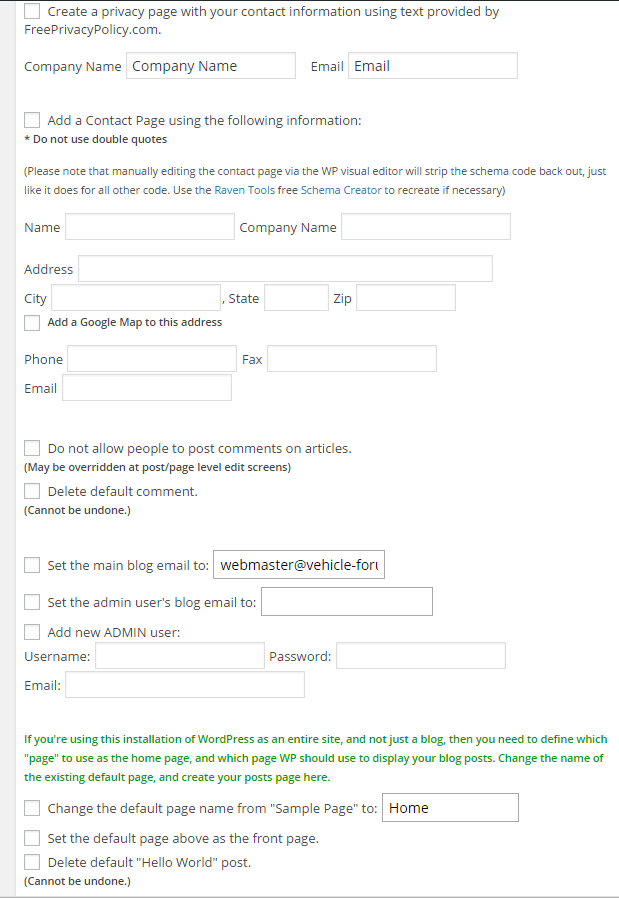 Create a privacy page with your contact information using text provided by
FreePrivacyPolicy.com.
Company Name Company Name Email Email
Add a Contact Page using the following information:
* Do not use double quotes
(Please note that manually editing the contact page via the WP visual editor will strip the schema code back out, just
like it does for all other code. Use the Raven Tools free Schema Creator to recreate if necessary)
Name Company Name
Address
City , State Zip
Add a Google Map to this address
Phone Fax
Email
Do not allow people to post comments on articles.
(May be overridden at post/page level edit screens)
Delete default comment.
(Cannot be undone.)
Set the main blog email to: webmaster@vehicle-foru
Set the admin user's blog email to:
Add new ADMIN user:
Username: Password:
Email:
If you're using this installation of WordPress as an entire site, and not just a blog, then you need to define which
"page" to use as the home page, and which page WP should use to display your blog posts. Change the name of
the existing default page, and create your posts page here.
Change the default page name from "Sample Page" to: Home
Set the default page above as the front page.
Delete default "Hello World" post.
(Cannot be undone.)